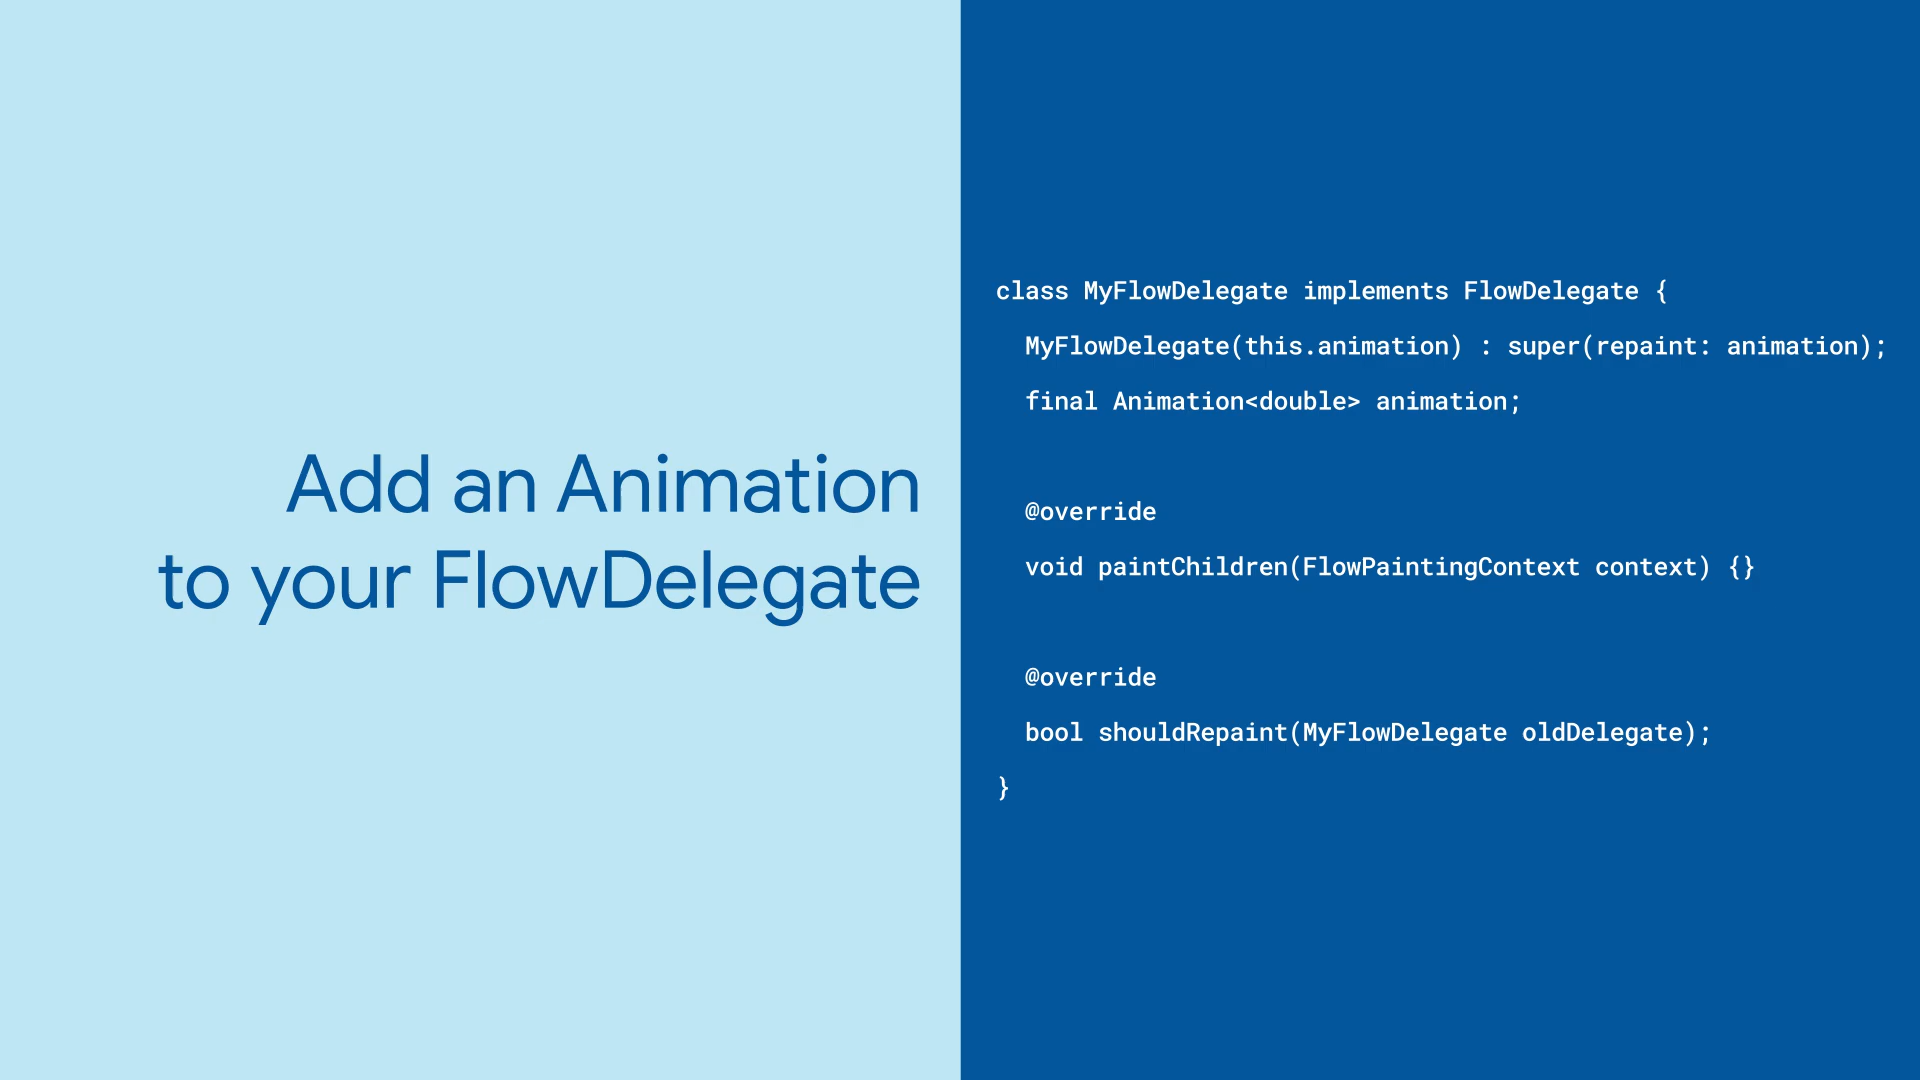 Add an Animation
to your FlowDelegate
class MyFlowDelegate implements FlowDelegate {
MyFlowDelegate(this.animation) : super(repaint: animation);
final Animation<double> animation;
@override
void paintChildren(FlowPaintingContext context) {}
@override
bool shouldRepaint(MyFlowDelegate oldDelegate);
}